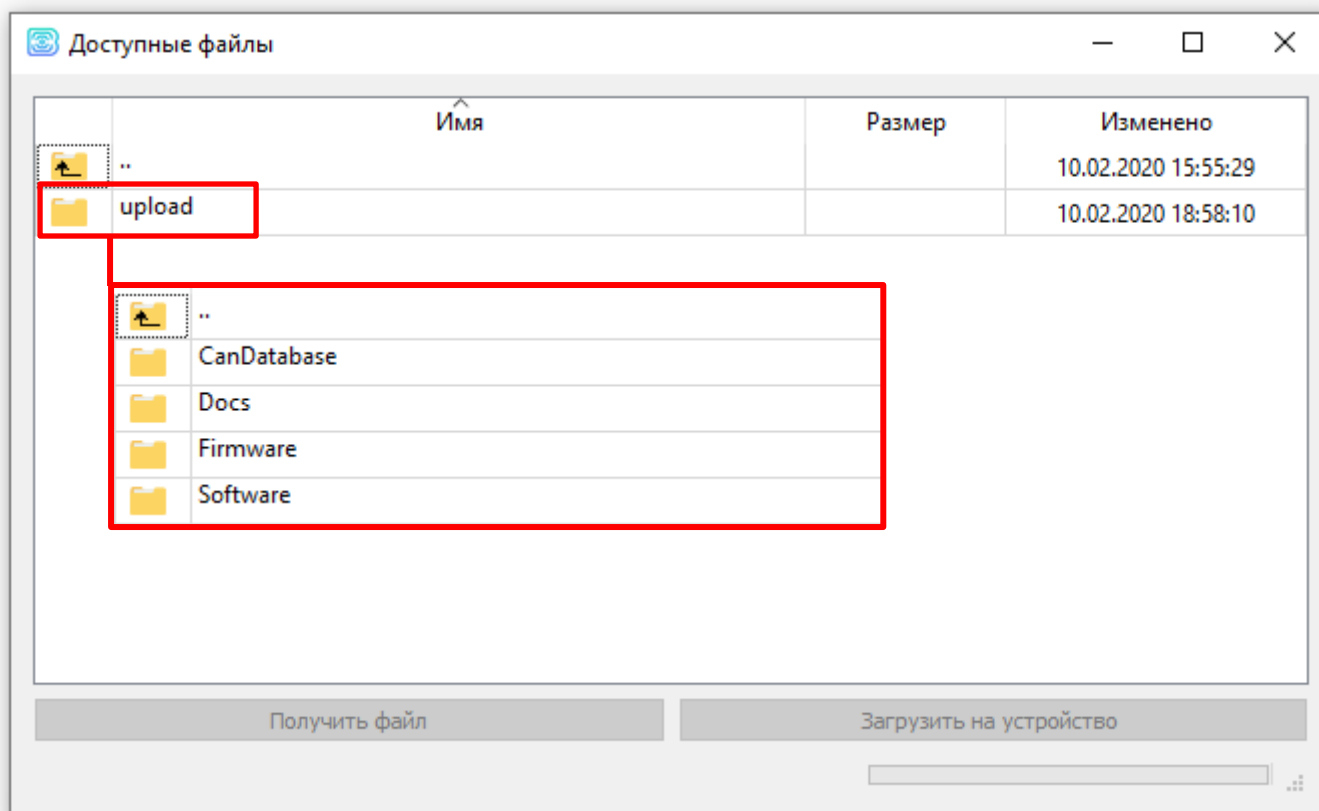 Доступные файлы
Имя Размер Изменено
.. 10.02.2020 15:55:29
upload 10.02.2020 18:58:10
..
CanDatabase
Docs
Firmware
Software
Получить файл Загрузить на устройство